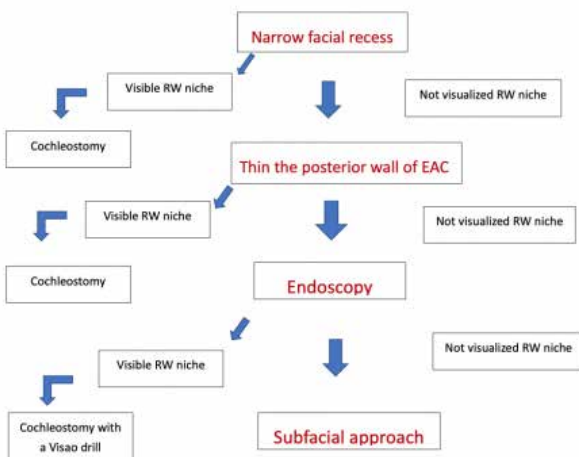 Narrow facial recess
Visible RW niche
Not visualized RW niche
Cochleostomy
Thin the posterior wall of EAC
Visible RW niche
Not visualized RW niche
Cochleostomy
Endoscopy
Visible RW niche
Not visualized RW niche
Cochleostomy with
a Visao drill
Subfacial approach